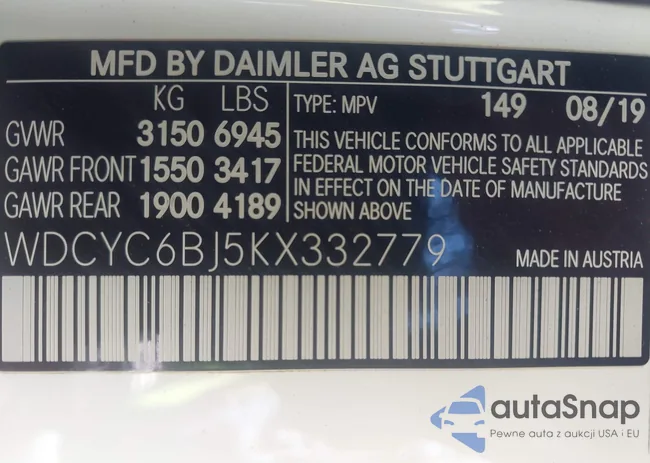 MFD BY DAIMLER AG STUTTGART
KG LBS
GVWR 3150 6945
GAWR FRONT 1550 3417
GAWR REAR 1900 4189
TYPE: MPV 149 08/19
THIS VEHICLE CONFORMS TO ALL APPLICABLE
FEDERAL MOTOR VEHICLE SAFETY STANDARDS
IN EFFECT ON THE DATE OF MANUFACTURE
SHOWN ABOVE
WDCYC6BJ5KX332779
MADE IN AUSTRIA
autaSnap
Pewne auta z aukcji USA i EU